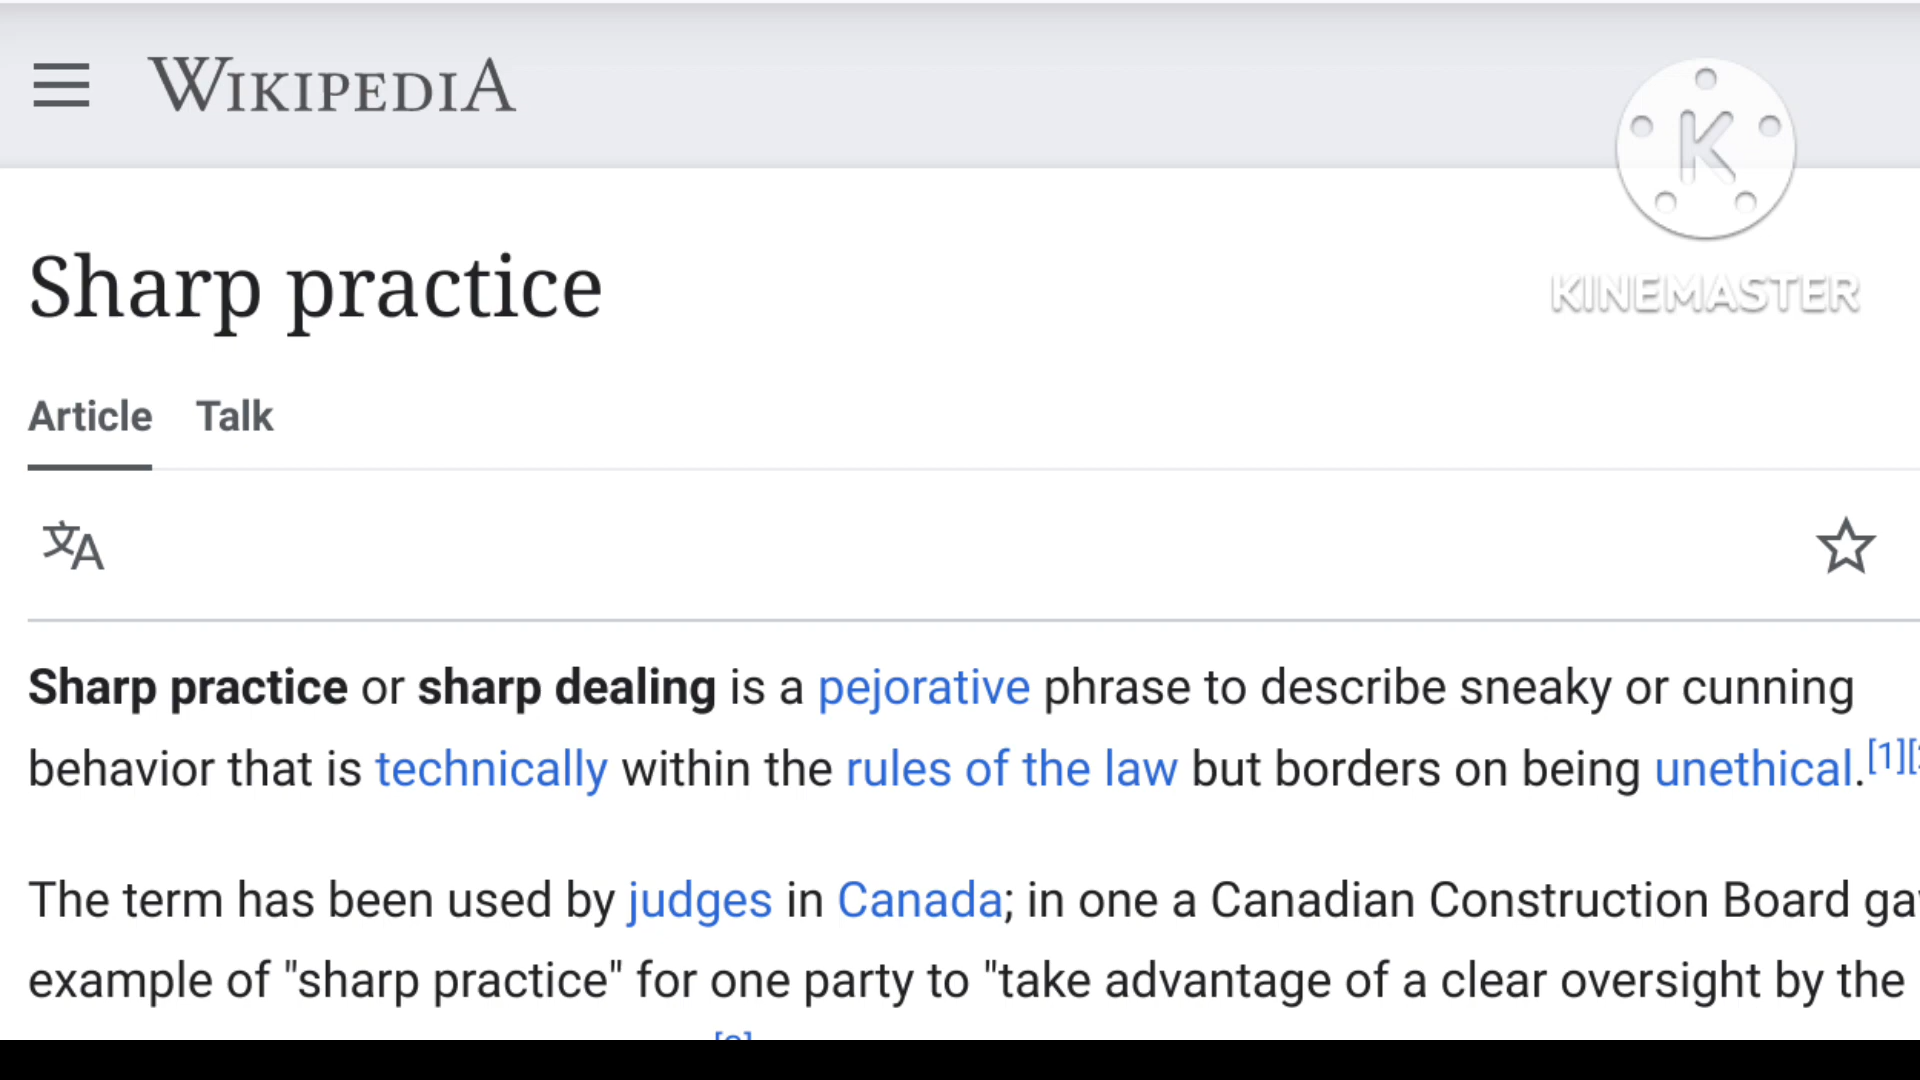 WIKIPEDIA
K
KINEMASTER
Sharp practice
Article Talk
文A
Sharp practice or sharp dealing is a pejorative phrase to describe sneaky or cunning
behavior that is technically within the rules of the law but borders on being unethical.[1]
The term has been used by judges in Canada; in one a Canadian Construction Board
example of "sharp practice" for one party to "take advantage of a clear oversight by the